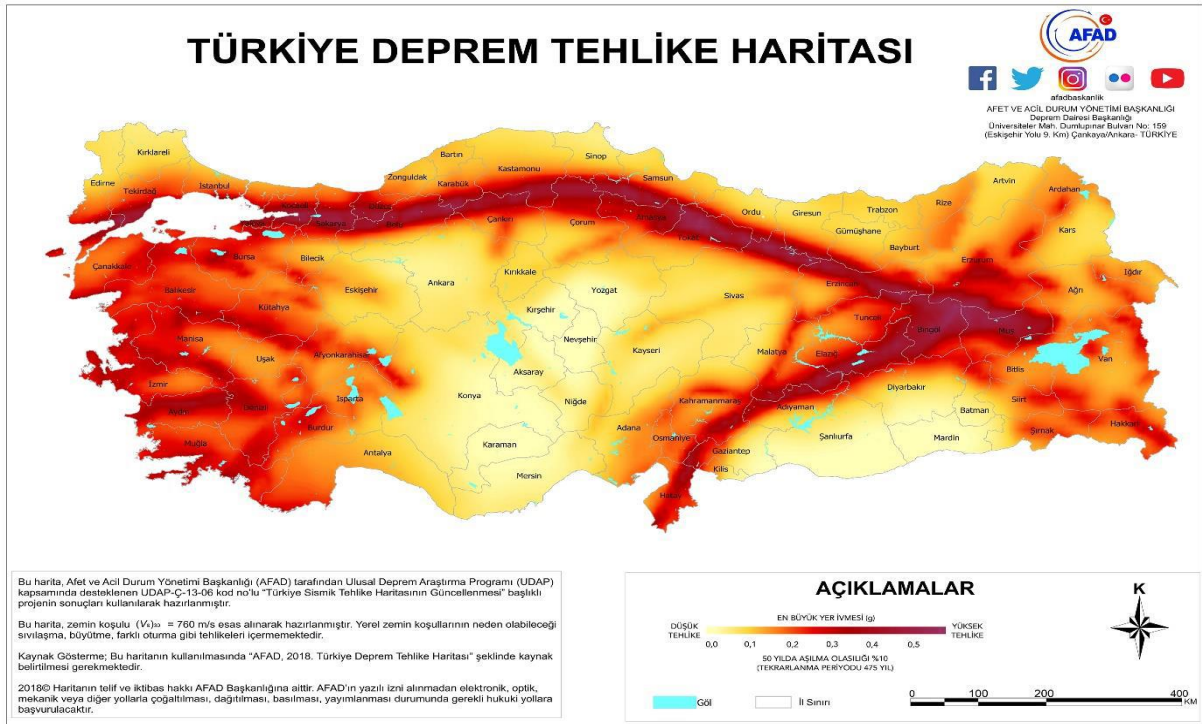 TÜRKİYE DEPREM TEHLİKE HARİTASI
AFAD
afadbaskanlik
AFET VE ACİL DURUM YÖNETİMİ BAŞKANLIĞI
Deprem Dairesi Başkanlığı
Üniversiteler Mah. Dumlupınar Bulvarı No: 159
(Eskişehir Yolu 9. Km) Çankaya/Ankara- TÜRKİYE
Kırklareli
Edirne
Tekirdağ
İstanbul
Zonguldak
Bartın
Karabük
Kastamonu
Sinop
Samsun
Ordu
Giresun
Trabzon
Rize
Artvin
Ardahan
Kars
Gümüşhane
Bayburt
Iğdır
Erzurum
Ağrı
Kocaeli
Sakarya
Düzce
Bolu
Çankırı
Çorum
Amasya
Tokat
Çanakkale
Balıkesir
Bursa
Bilecik
Eskişehir
Kütahya
Ankara
Kırıkkale
Yozgat
Kırşehir
Sivas
Erzincan
Tunceli
Bingöl
Muş
Manisa
Uşak
Afyonkarahisar
Nevşehir
Kayseri
Malatya
Elazığ
Bitlis
Van
İzmir
Aydın
Denizli
Isparta
Burdur
Konya
Aksaray
Niğde
Kahramanmaraş
Adıyaman
Diyarbakır
Batman
Siirt
Şırnak
Hakkari
Muğla
Antalya
Karaman
Mersin
Adana
Osmaniye
Gaziantep
Kilis
Hatay
Şanlıurfa
Mardin
Bu harita, Afet ve Acil Durum Yönetimi Başkanlığı (AFAD) tarafından Ulusal Deprem Araştırma Programı (UDAP)
kapsamında desteklenen UDAP-Ç-13-06 kod no'lu “Türkiye Sismik Tehlike Haritasının Güncellenmesi” başlıklı
projenin sonuçları kullanılarak hazırlanmıştır.
Bu harita, zemin koşulu (Vₛ)₃₀ = 760 m/s esas alınarak hazırlanmıştır. Yerel zemin koşullarının neden olabileceği
sıvılaşma, büyütme, farklı oturma gibi tehlikeleri içermemektedir.
Kaynak Gösterme; Bu haritanın kullanılmasında “AFAD, 2018. Türkiye Deprem Tehlike Haritası” şeklinde kaynak
belirtilmesi gerekmektedir.
2018© Haritanın telif ve iktibas hakkı AFAD Başkanlığına aittir. AFAD'ın yazılı izni alınmadan elektronik, optik,
mekanik veya diğer yollarla çoğaltılması, dağıtılması, basılması, yayımlanması durumunda gerekli hukuki yollara
başvurulacaktır.
AÇIKLAMALAR
EN BÜYÜK YER İVMESİ (g)
DÜŞÜK TEHLİKE
YÜKSEK TEHLİKE
0,0 0,1 0,2 0,3 0,4 0,5
50 YILDA AŞILMA OLASILIĞI %10
(TEKRARLANMA PERİYODU 475 YIL)
Göl
İl Sınırı
K
0 100 200 400
KM